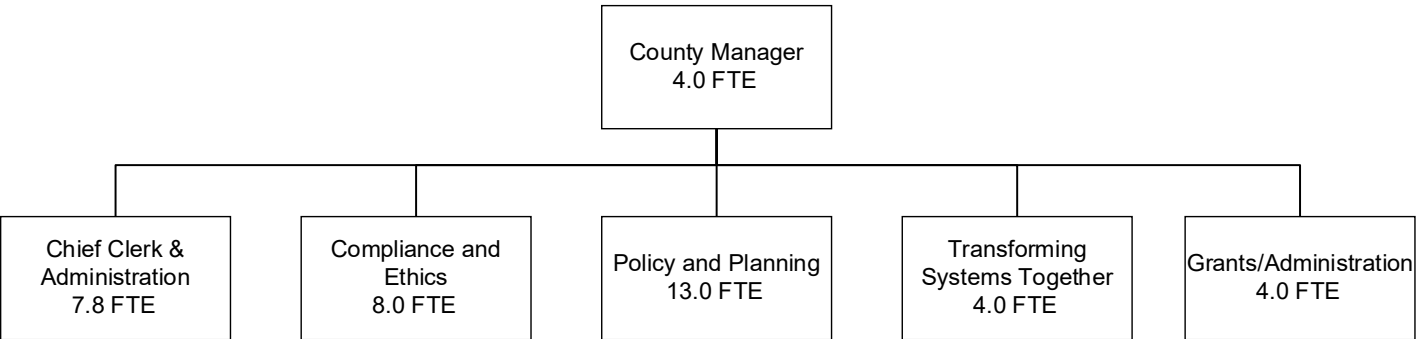 County Manager
4.0 FTE
Chief Clerk &
Administration
7.8 FTE
Compliance and
Ethics
8.0 FTE
Policy and Planning
13.0 FTE
Transforming
Systems Together
4.0 FTE
Grants/Administration
4.0 FTE